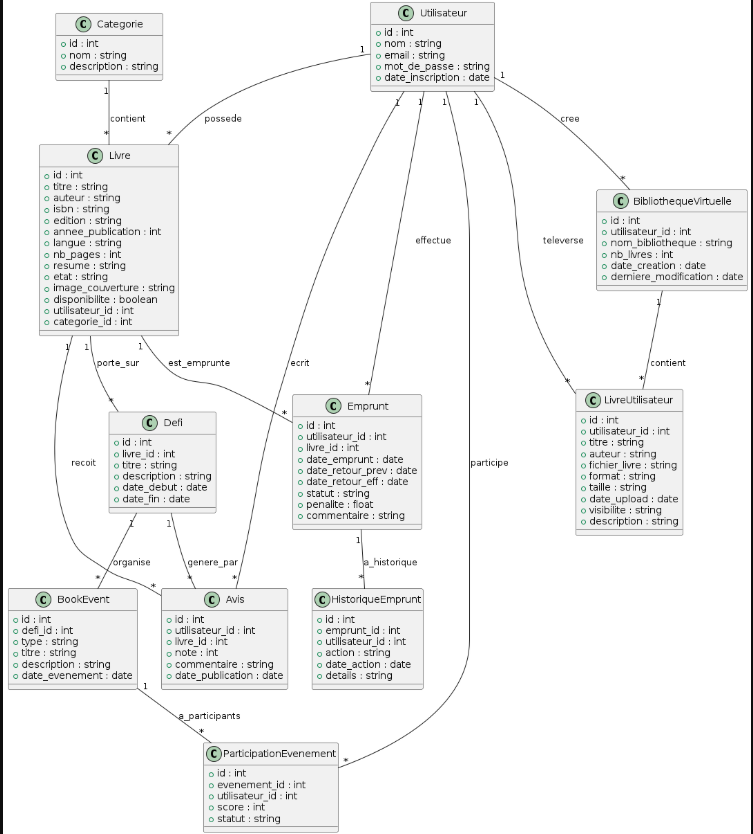 C Categorie
id : int
nom : string
description : string
C Utilisateur
id : int
nom : string
email : string
mot_de_passe : string
date_inscription : date
1
contient
*
1
possede
*
1
ecrit
*
1
effectue
*
1
participe
*
1
televerse
*
1
cree
*
C Livre
id : int
titre : string
auteur : string
isbn : string
edition : string
annee_publication : int
langue : string
nb_pages : int
resume : string
etat : string
image_couverture : string
disponibilite : boolean
utilisateur_id : int
categorie_id : int
C BibliothequeVirtuelle
id : int
utilisateur_id : int
nom_bibliotheque : string
nb_livres : int
date_creation : date
derniere_modification : date
1
recoit
*
1
porte_sur
*
1
est_emprunte
*
1
contient
*
C Defi
id : int
livre_id : int
titre : string
description : string
date_debut : date
date_fin : date
C Emprunt
id : int
utilisateur_id : int
livre_id : int
date_emprunt : date
date_retour_prev : date
date_retour_eff : date
statut : string
penalite : float
commentaire : string
C LivreUtilisateur
id : int
utilisateur_id : int
titre : string
auteur : string
fichier_livre : string
format : string
taille : string
date_upload : date
visibilite : string
description : string
1
organise
*
1
genere_par
*
1
a_historique
*
C BookEvent
id : int
defi_id : int
type : string
titre : string
description : string
date_evenement : date
C Avis
id : int
utilisateur_id : int
livre_id : int
note : int
commentaire : string
date_publication : date
C HistoriqueEmprunt
id : int
emprunt_id : int
utilisateur_id : int
action : string
date_action : date
details : string
1
a_participants
*
C ParticipationEvenement
id : int
evenement_id : int
utilisateur_id : int
score : int
statut : string